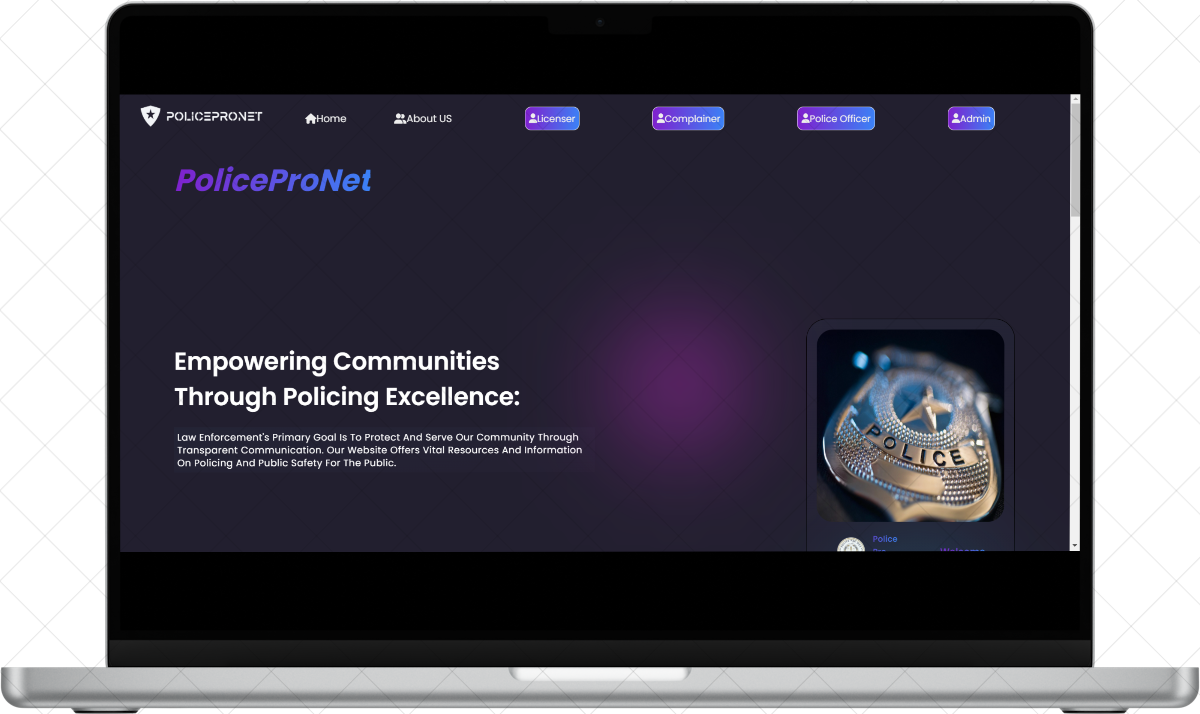 POLICEPRONET
Home
About US
Licenser
Complainer
Police Officer
Admin
PoliceProNet
Empowering Communities
Through Policing Excellence:
Law Enforcement's Primary Goal Is To Protect And Serve Our Community Through
Transparent Communication. Our Website Offers Vital Resources And Information
On Policing And Public Safety For The Public.
POLICE
Police
Pro
Welcome